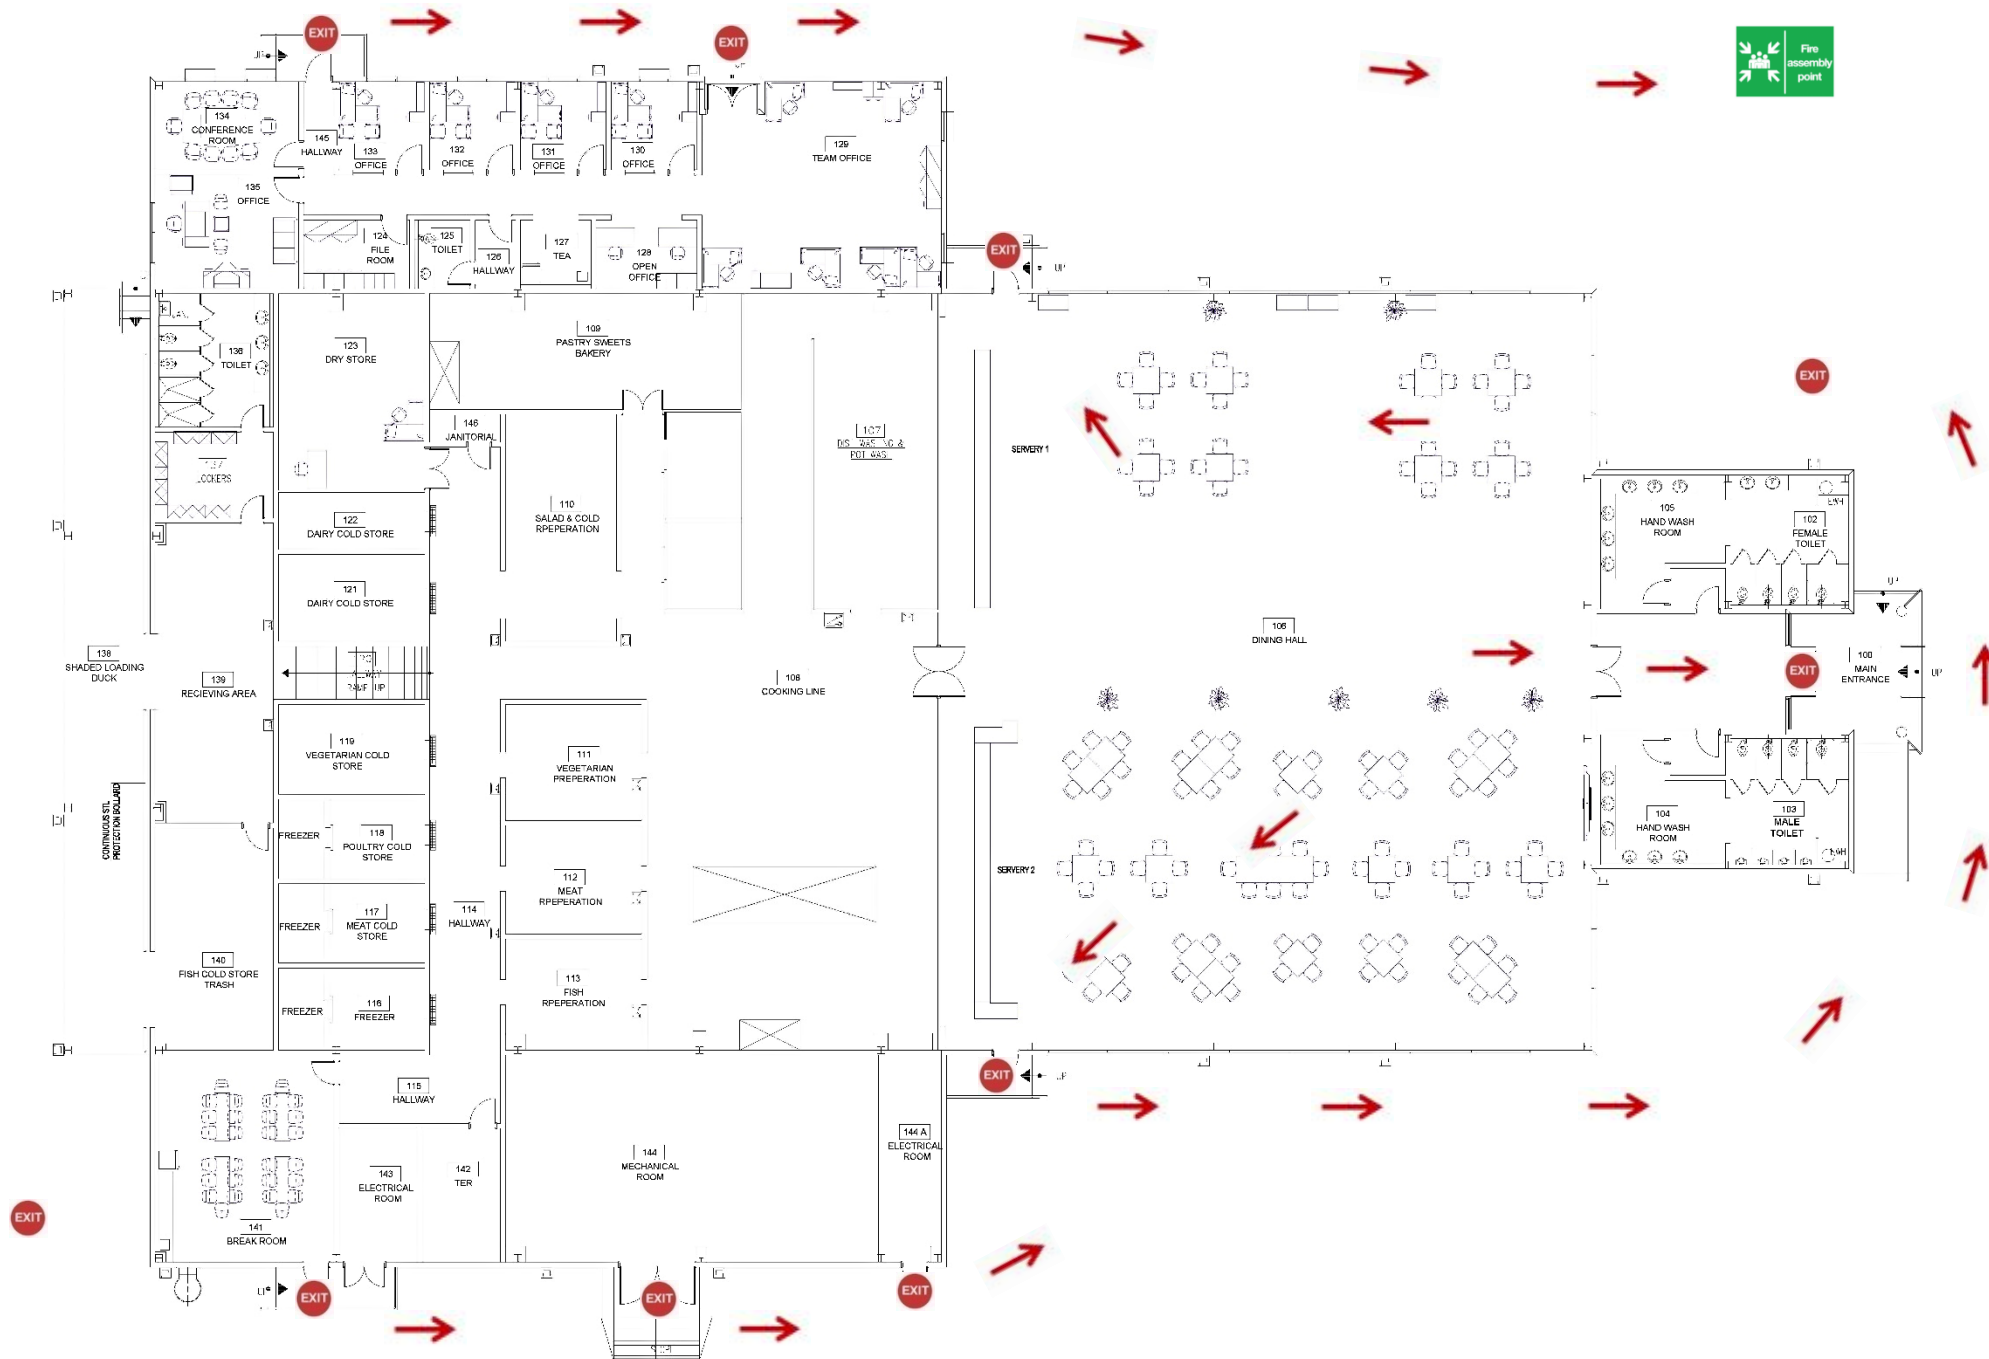 EXIT
EXIT
Fire
assembly
point
134
CONFERENCE
ROOM
145
HALLWAY
133
OFFICE
132
OFFICE
131
OFFICE
130
OFFICE
129
TEAM OFFICE
135
OFFICE
124
FILE
ROOM
125
TOILET
126
HALLWAY
127
TEA
128
OPEN
OFFICE
EXIT
UP
136
TOILET
123
DRY STORE
109
PASTRY SWEETS
BAKERY
EXIT
146
JANITORIAL
107
SERVERY 1
LOCKERS
110
SALAD & COLD
RPEPERATION
122
DAIRY COLD STORE
121
DAIRY COLD STORE
105
HAND WASH
ROOM
102
FEMALE
TOILET
EWH
UP
106
DINING HALL
138
SHADED LOADING
DUCK
139
RECIEVING AREA
RAMP UP
108
COOKING LINE
EXIT
100
MAIN
ENTRANCE
UP
119
VEGETARIAN COLD
STORE
111
VEGETARIAN
PREPERATION
CONTINUOUS STL
PROTECTION BOLLARD
FREEZER
118
POULTRY COLD
STORE
104
HAND WASH
ROOM
103
MALE
TOILET
EWH
SERVERY 2
112
MEAT
RPEPERATION
114
HALLWAY
FREEZER
117
MEAT COLD
STORE
140
FISH COLD STORE
TRASH
113
FISH
RPEPERATION
FREEZER
116
FREEZER
EXIT
UP
115
HALLWAY
144 A
ELECTRICAL
ROOM
144
MECHANICAL
ROOM
143
ELECTRICAL
ROOM
142
TER
EXIT
141
BREAK ROOM
EXIT
EXIT
EXIT